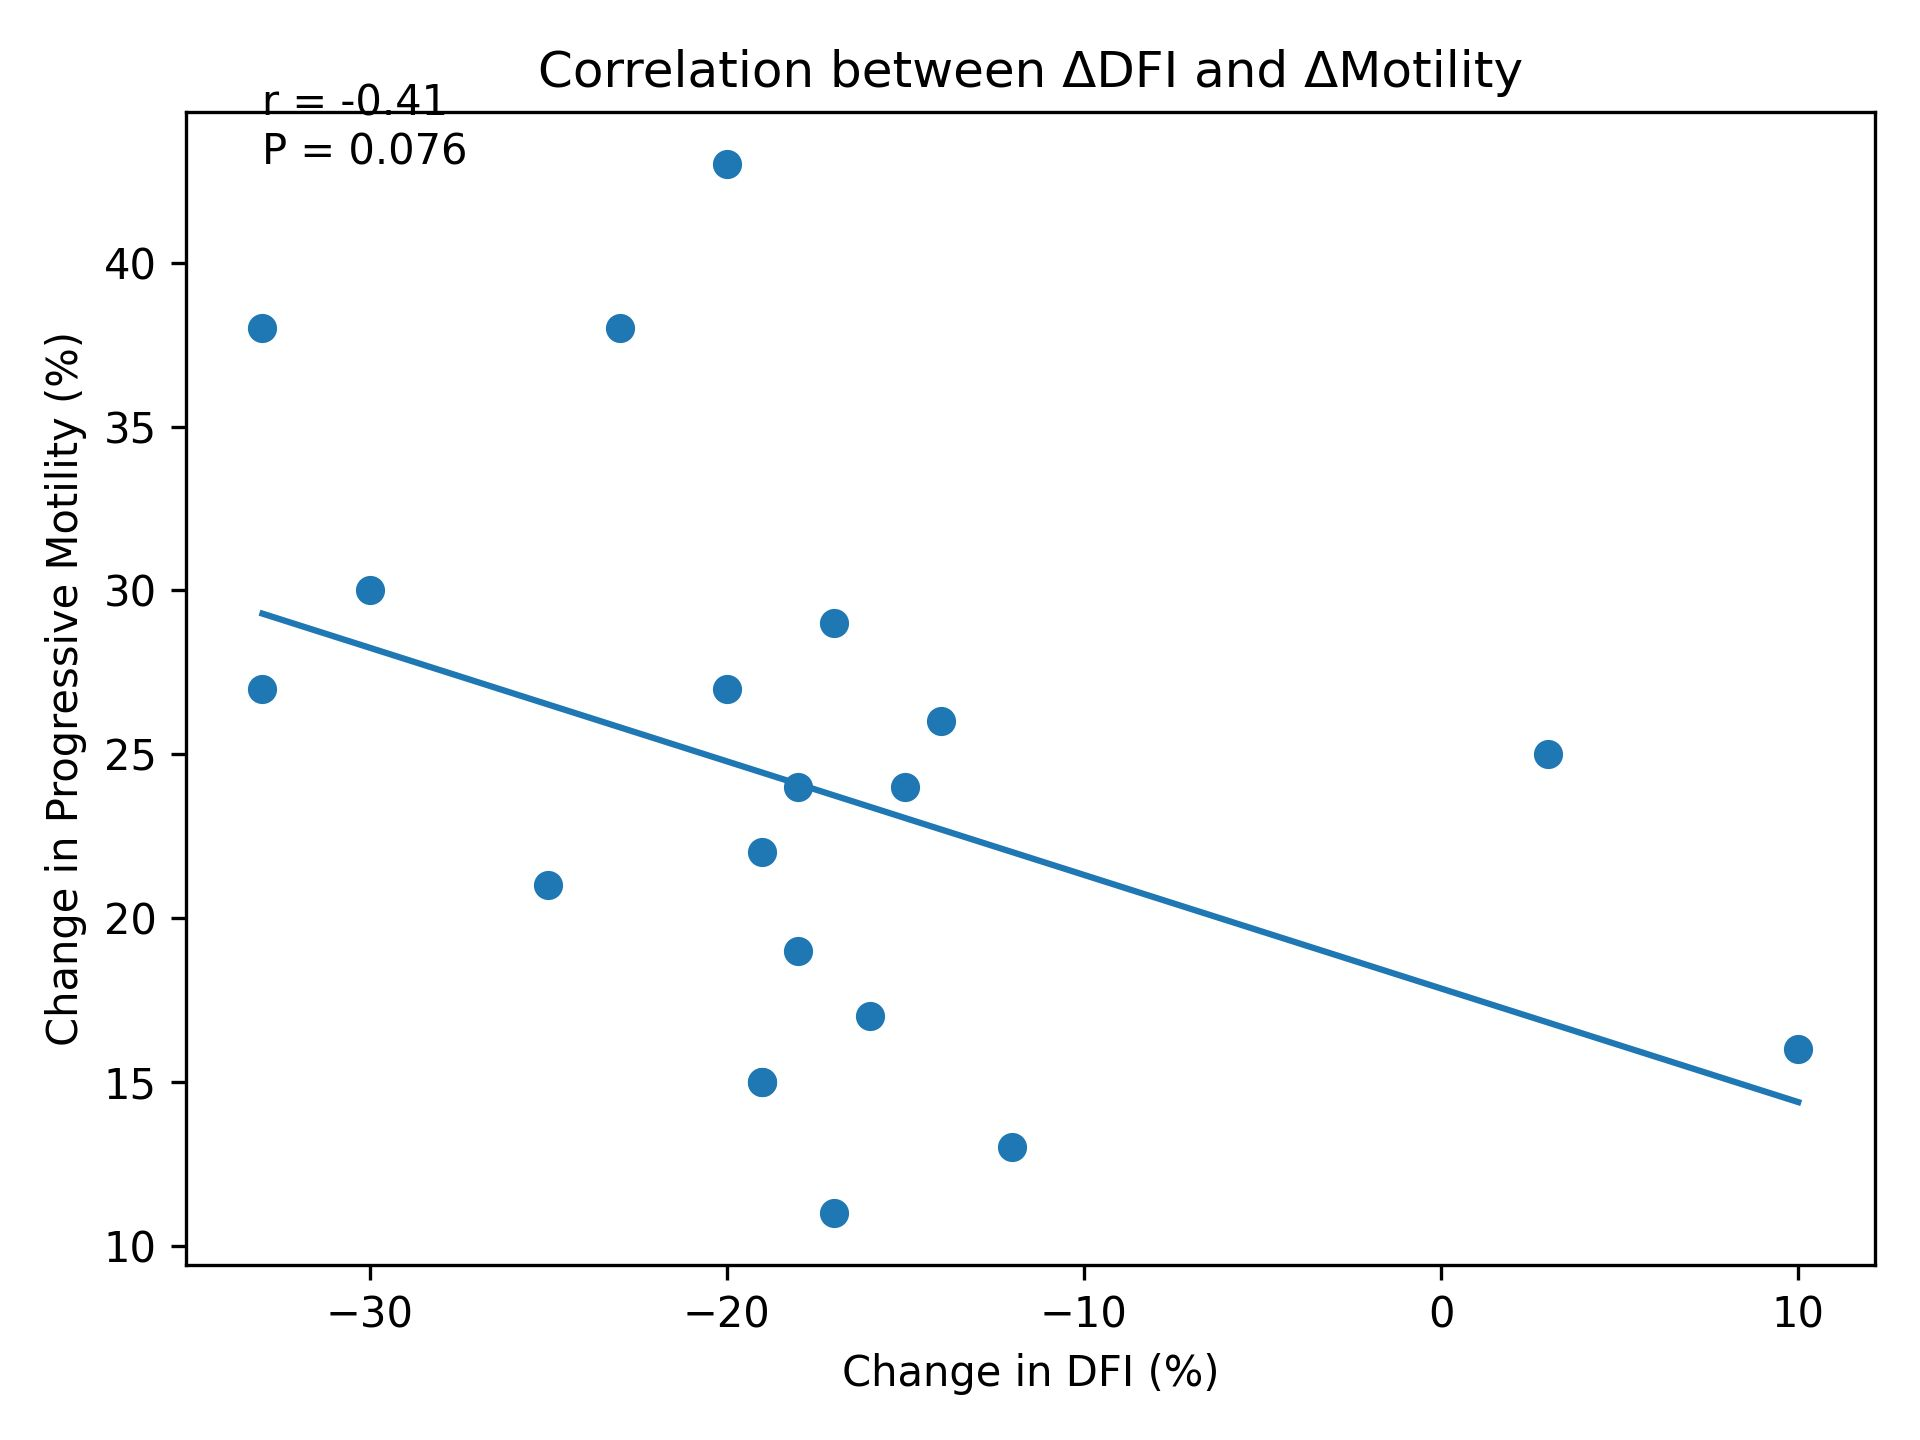 Correlation between ΔDFI and ΔMotility
r = -0.41
P = 0.076
Change in Progressive Motility (%)
40
35
30
25
20
15
10
−30 −20 −10 0 10
Change in DFI (%)